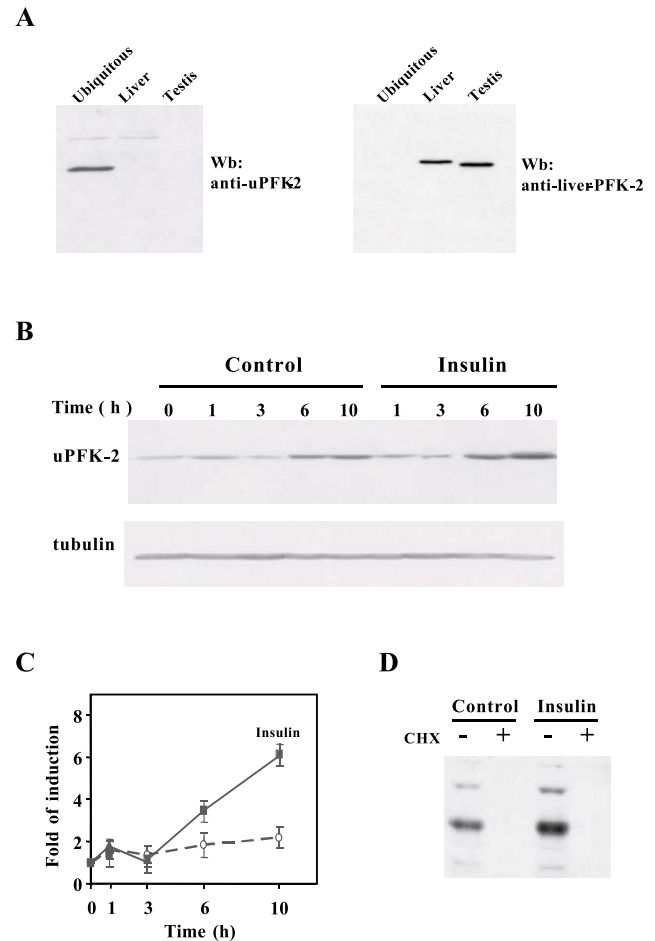 A
Ubiquitous Liver Testis
Wb:
anti-uPFK-2
Ubiquitous Liver Testis
Wb:
anti-liver-PFK-2
B
Control Insulin
Time ( h ) 0 1 3 6 10 1 3 6 10
uPFK-2
tubulin
C
Fold of induction
8
6
4
2
0
Insulin
0 1 3 6 10
Time (h)
D
Control Insulin
CHX - + - +